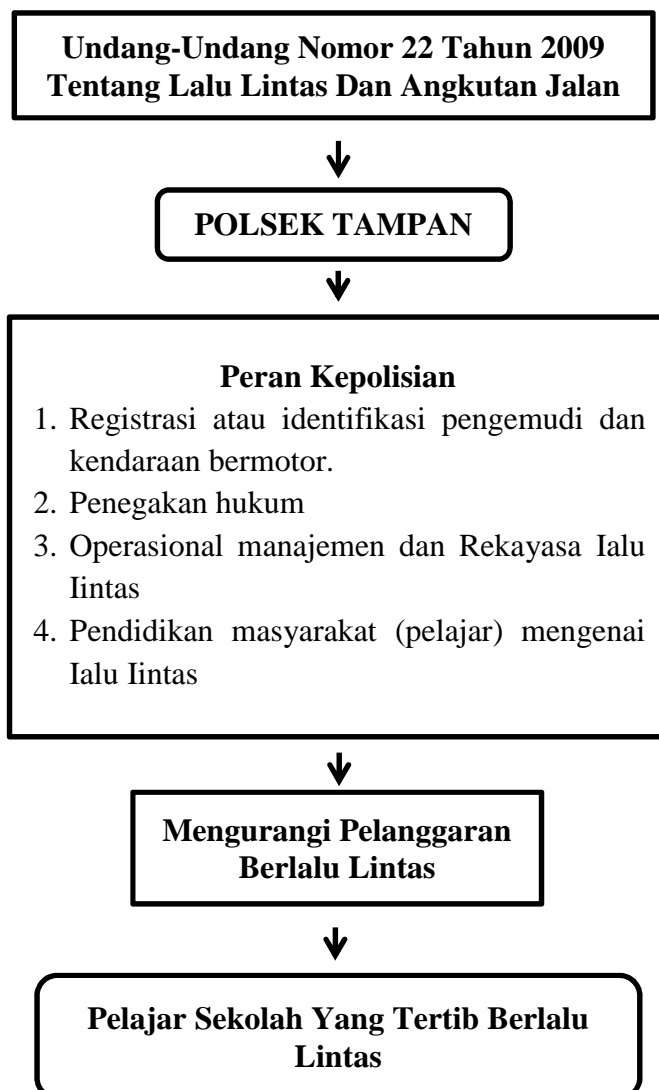 Undang-Undang Nomor 22 Tahun 2009
Tentang Lalu Lintas Dan Angkutan Jalan
POLSEK TAMPAN
Peran Kepolisian
1. Registrasi atau identifikasi pengemudi dan
kendaraan bermotor.
2. Penegakan hukum
3. Operasional manajemen dan Rekayasa Ialu
Iintas
4. Pendidikan masyarakat (pelajar) mengenai
Ialu Iintas
Mengurangi Pelanggaran
Berlalu Lintas
Pelajar Sekolah Yang Tertib Berlalu
Lintas